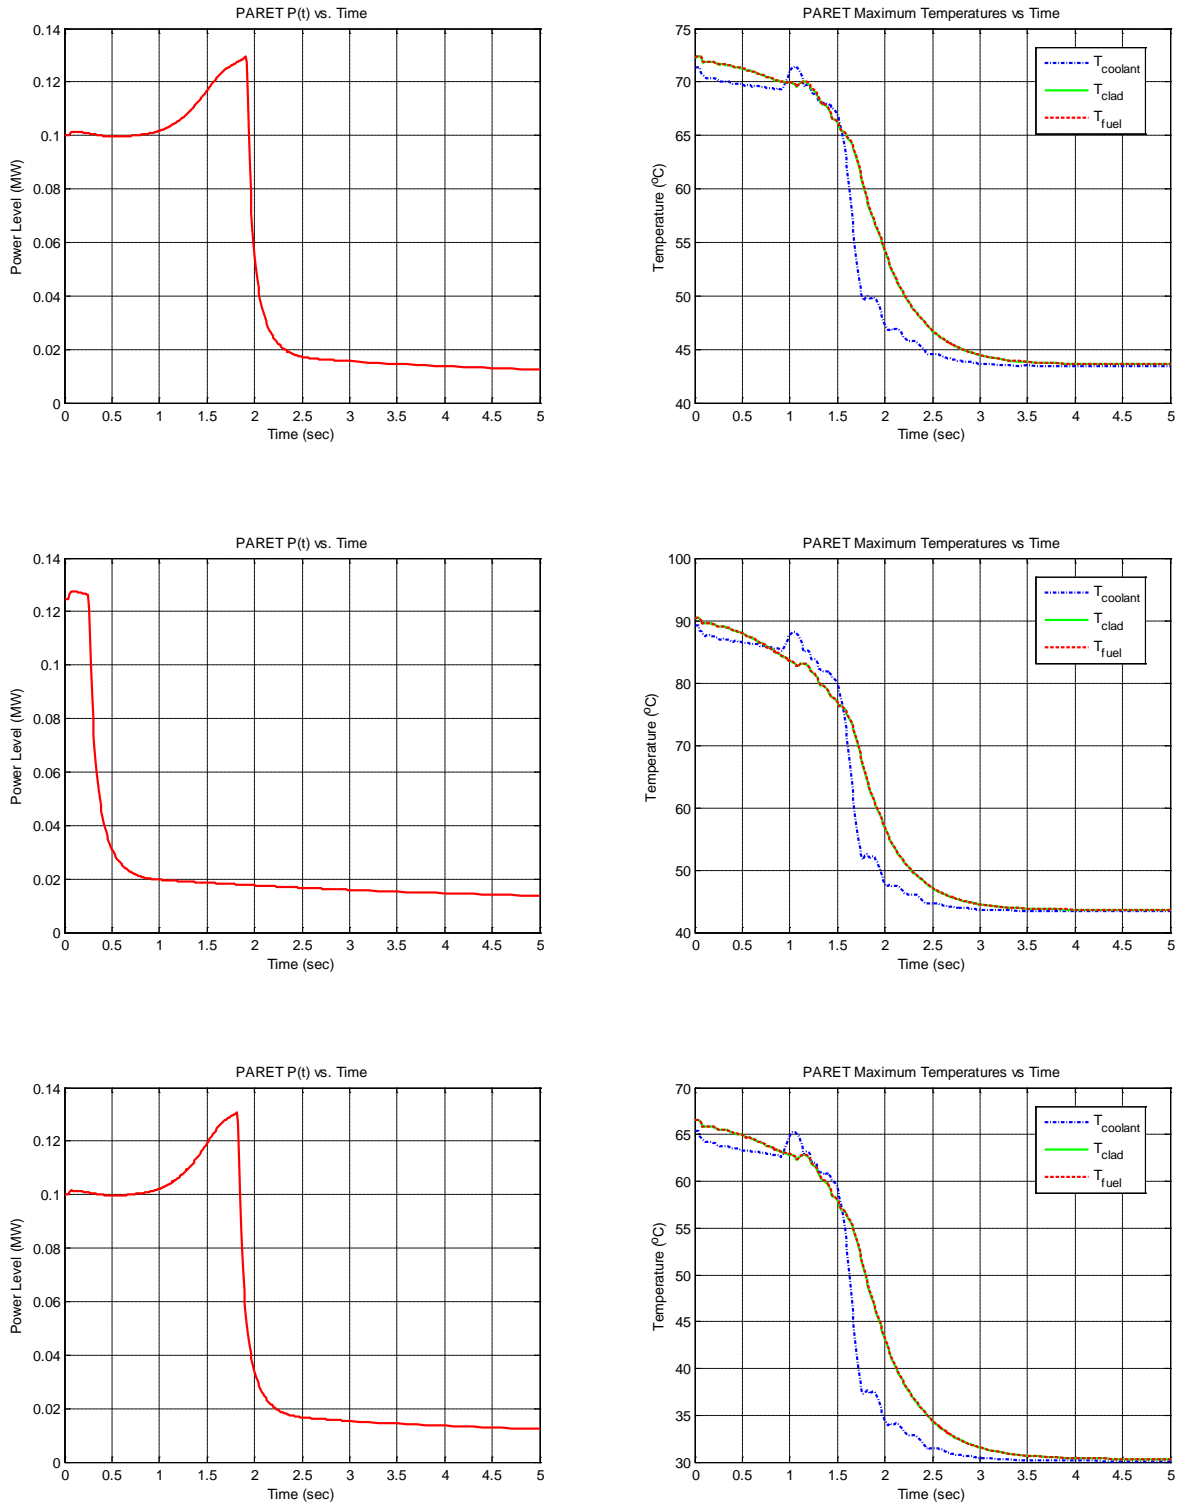 PARET P(t) vs. Time
0.14
0.12
0.1
0.08
0.06
0.04
0.02
0
0 0.5 1 1.5 2 2.5 3 3.5 4 4.5 5
Power Level (MW)
Time (sec)
PARET Maximum Temperatures vs Time
75
70
65
60
55
50
45
40
0 0.5 1 1.5 2 2.5 3 3.5 4 4.5 5
Temperature (°C)
Time (sec)
T_coolant
T_clad
T_fuel
PARET P(t) vs. Time
0.14
0.12
0.1
0.08
0.06
0.04
0.02
0
0 0.5 1 1.5 2 2.5 3 3.5 4 4.5 5
Power Level (MW)
Time (sec)
PARET Maximum Temperatures vs Time
100
90
80
70
60
50
40
0 0.5 1 1.5 2 2.5 3 3.5 4 4.5 5
Temperature (°C)
Time (sec)
T_coolant
T_clad
T_fuel
PARET P(t) vs. Time
0.14
0.12
0.1
0.08
0.06
0.04
0.02
0
0 0.5 1 1.5 2 2.5 3 3.5 4 4.5 5
Power Level (MW)
Time (sec)
PARET Maximum Temperatures vs Time
70
65
60
55
50
45
40
35
30
0 0.5 1 1.5 2 2.5 3 3.5 4 4.5 5
Temperature (°C)
Time (sec)
T_coolant
T_clad
T_fuel